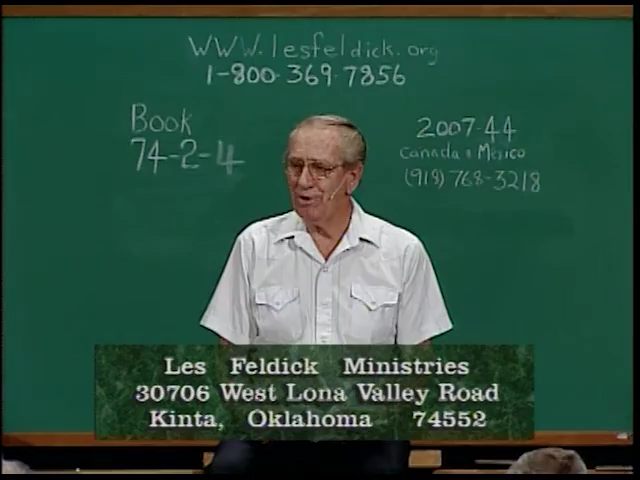 WWW.lesfeldick.org
1-800-369-7856
Book
74-2-4
2007-44
Canada & Mexico
(918) 768-3218
Les Feldick Ministries
30706 West Lona Valley Road
Kinta, Oklahoma 74552